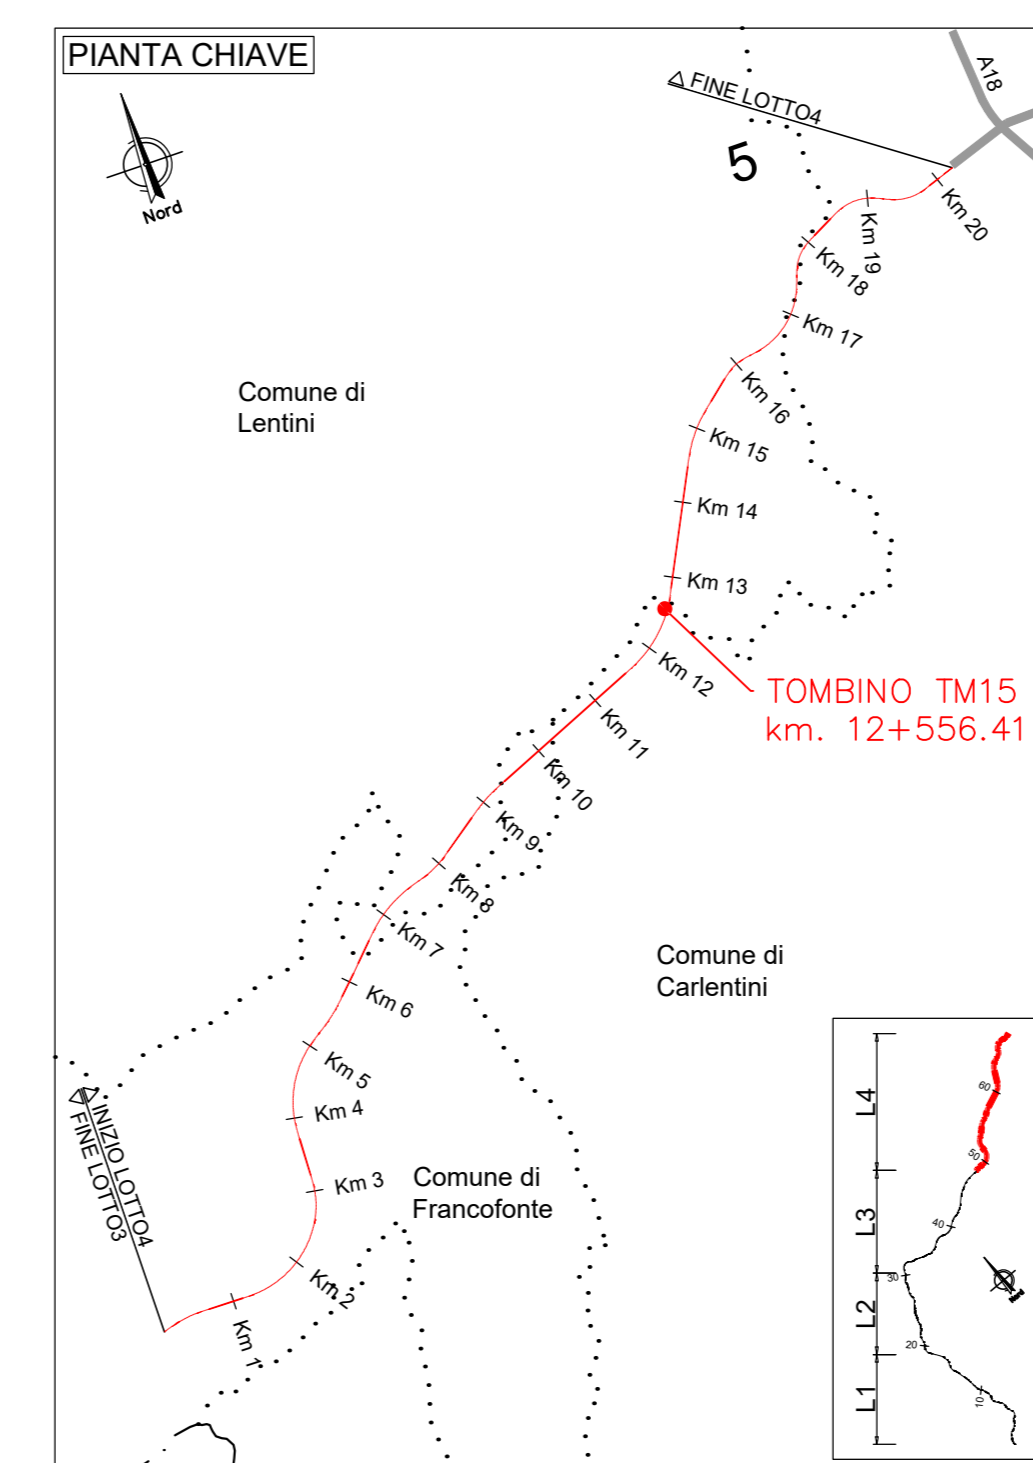 PIANTA CHIAVE
Nord
FINE LOTTO4
A18
5
Km 20
Km 19
Km 18
Km 17
Km 16
Km 15
Km 14
Km 13
Comune di
Lentini
TOMBINO TM15
km. 12+556.41
Km 12
Km 11
Km 10
Km 9
Km 8
Km 7
Km 6
Km 5
Km 4
Km 3
Km 2
Km 1
Comune di
Carlentini
Comune di
Francofonte
INIZIO LOTTO4
FINE LOTTO3
L4
L3
L2
L1
60
50
40
30
20
10